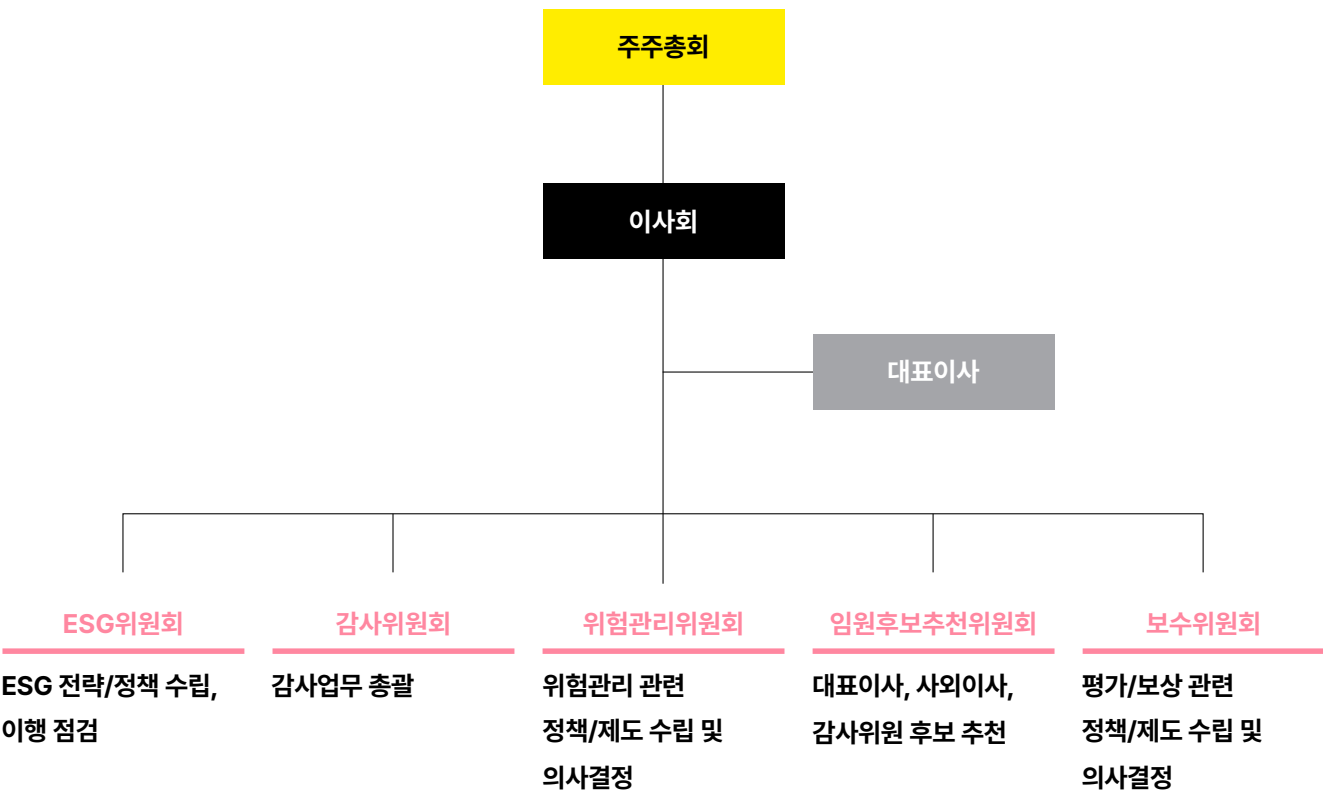 주주총회
이사회
대표이사
ESG위원회
ESG 전략/정책 수립,
이행 점검
감사위원회
감사업무 총괄
위험관리위원회
위험관리 관련
정책/제도 수립 및
의사결정
임원후보추천위원회
대표이사, 사외이사,
감사위원 후보 추천
보수위원회
평가/보상 관련
정책/제도 수립 및
의사결정